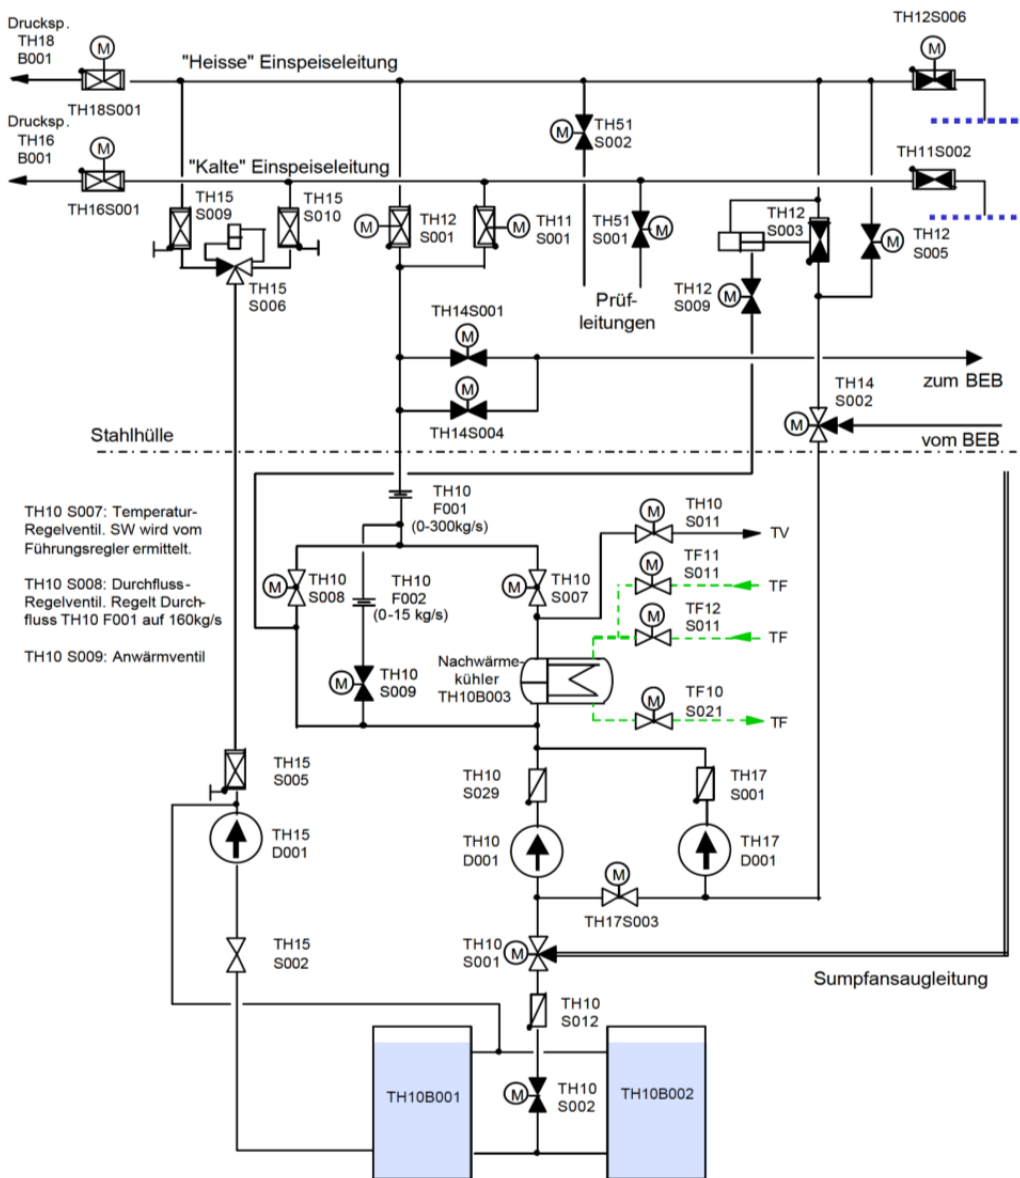 Drucksp.
TH18
B001
M
TH18S001
"Heisse" Einspeiseleitung
TH12S006
M
Drucksp.
TH16
B001
M
TH16S001
"Kalte" Einspeiseleitung
M
TH51
S002
TH11S002
TH15
S009
TH15
S010
M
TH12
S001
M
TH11
S001
TH51
S001
M
TH12
S003
M
TH12
S005
TH15
S006
Prüf-
leitungen
TH12
S009
M
TH14S001
M
zum BEB
M
TH14S004
TH14
S002
M
vom BEB
Stahlhülle
TH10 S007: Temperatur-
Regelventil. SW wird vom
Führungsregler ermittelt.
TH10 S008: Durchfluss-
Regelventil. Regelt Durch-
fluss TH10 F001 auf 160kg/s
TH10 S009: Anwärmventil
TH10
F001
(0-300kg/s)
M
TH10
S011
TV
M
TH10
S008
TH10
F002
(0-15 kg/s)
M
TH10
S007
M
TF11
S011
TF
M
TF12
S011
TF
M
TH10
S009
Nachwärme-
kühler
TH10B003
M
TF10
S021
TF
TH15
S005
TH10
S029
TH17
S001
TH15
D001
TH10
D001
TH17
D001
M
TH17S003
TH15
S002
TH10
S001
M
Sumpfansaugleitung
TH10
S012
TH10B001
M
TH10
S002
TH10B002